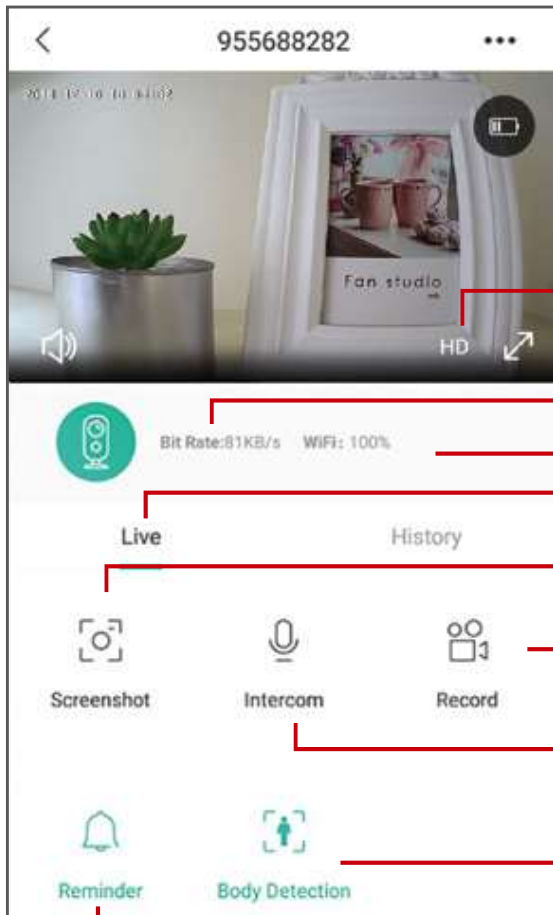 955688282
Fan studio
HD
Bit Rate:81KB/s WiFi: 100%
Live History
Screenshot Intercom Record
Reminder Body Detection